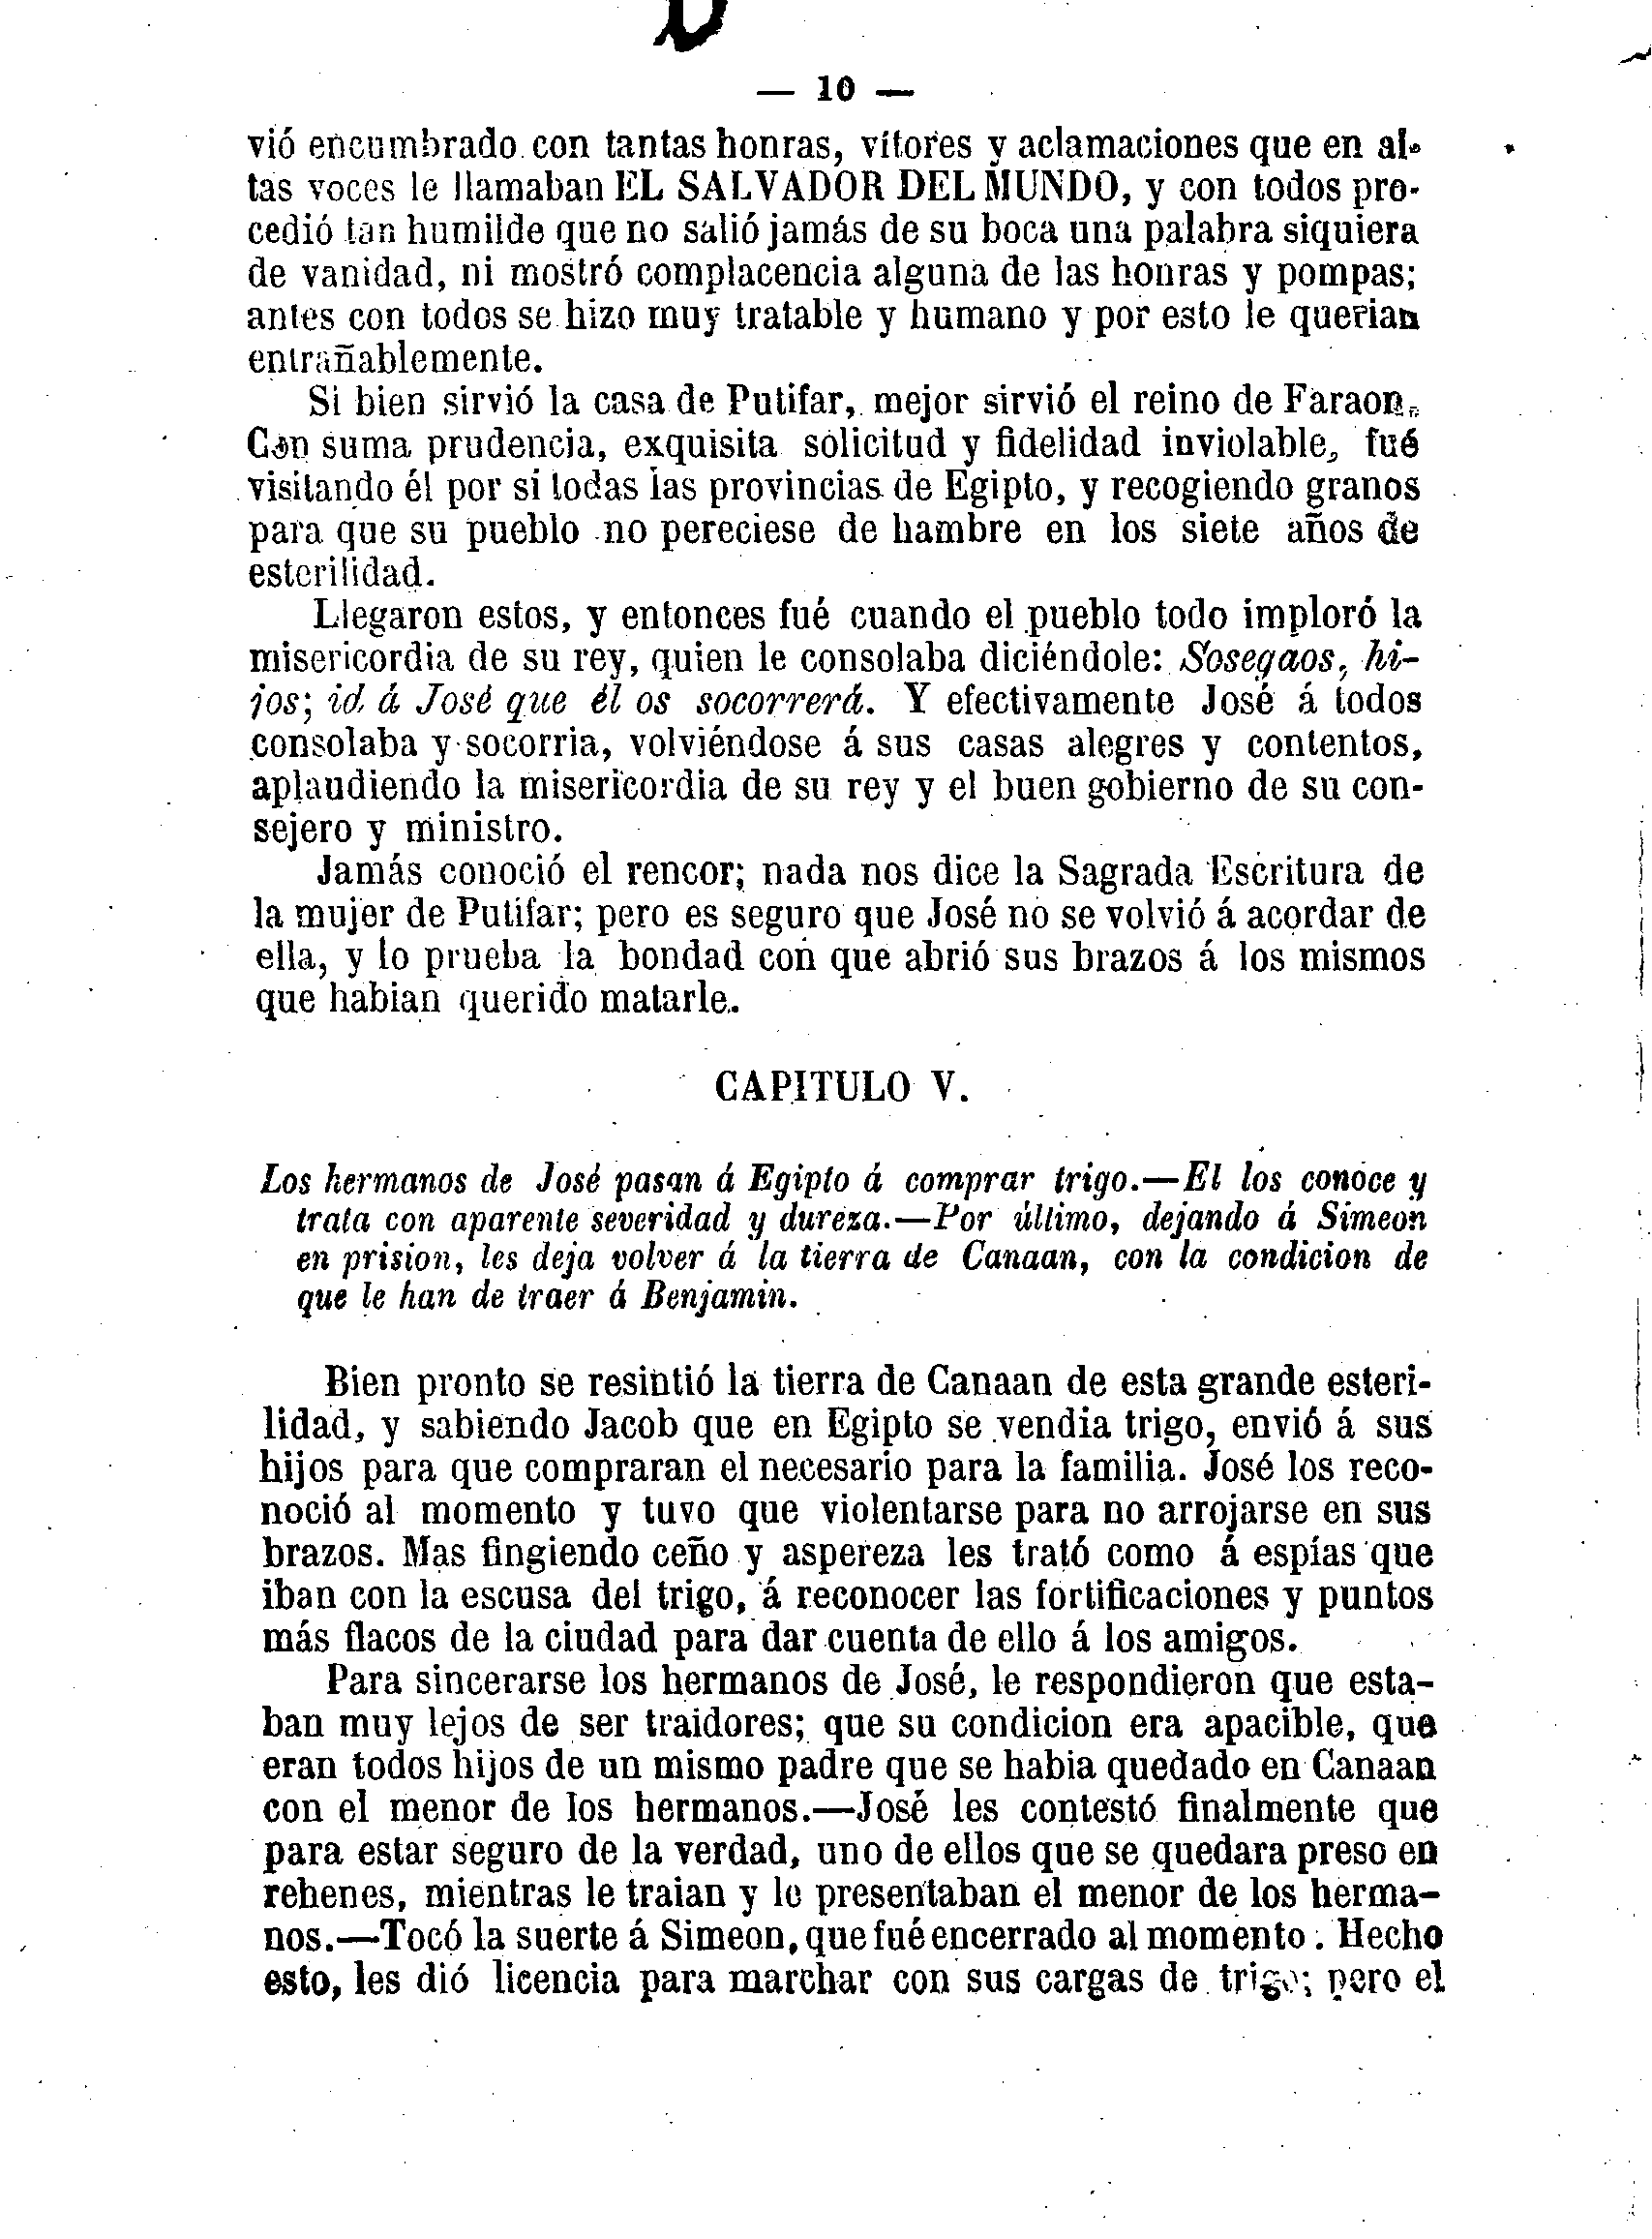 — 10 —
vió encumbrado con tantas honras, vítores y aclamaciones que en al-
tas voces le llamaban EL SALVADOR DEL MUNDO, y con todos pro-
cedió tan humilde que no salió jamás de su boca una palabra siquiera
de vanidad, ni mostró complacencia alguna de las honras y pompas;
antes con todos se hizo muy tratable y humano y por esto le querian
entrañablemente.
Si bien sirvió la casa de Putifar, mejor sirvió el reino de Faraon.
Con suma prudencia, exquisita solicitud y fidelidad inviolable, fué
visitando él por sí todas las provincias de Egipto, y recogiendo granos
para que su pueblo no pereciese de hambre en los siete años de
esterilidad.
Llegaron estos, y entonces fué cuando el pueblo todo imploró la
misericordia de su rey, quien le consolaba diciéndole: Sosegaos, hi-
jos; id á José que él os socorrerá. Y efectivamente José á todos
consolaba y socorria, volviéndose á sus casas alegres y contentos,
aplaudiendo la misericordia de su rey y el buen gobierno de su con-
sejero y ministro.
Jamás conoció el rencor; nada nos dice la Sagrada Escritura de
la mujer de Putifar; pero es seguro que José no se volvió á acordar de
ella, y lo prueba la bondad con que abrió sus brazos á los mismos
que habian querido matarle.
CAPITULO V.
Los hermanos de José pasan á Egipto á comprar trigo.—El los conoce y
trata con aparente severidad y dureza.—Por último, dejando á Simeon
en prision, les deja volver á la tierra de Canaan, con la condicion de
que le han de traer á Benjamin.
Bien pronto se resintió la tierra de Canaan de esta grande esteri-
lidad, y sabiendo Jacob que en Egipto se vendia trigo, envió á sus
hijos para que compraran el necesario para la familia. José los reco-
noció al momento y tuvo que violentarse para no arrojarse en sus
brazos. Mas fingiendo ceño y aspereza les trató como á espías que
iban con la escusa del trigo, á reconocer las fortificaciones y puntos
más flacos de la ciudad para dar cuenta de ello á los amigos.
Para sincerarse los hermanos de José, le respondieron que esta-
ban muy lejos de ser traidores; que su condicion era apacible, que
eran todos hijos de un mismo padre que se habia quedado en Canaan
con el menor de los hermanos.—José les contestó finalmente que
para estar seguro de la verdad, uno de ellos que se quedara preso en
rehenes, mientras le traian y le presentaban el menor de los herma-
nos.—Tocó la suerte á Simeon, que fué encerrado al momento. Hecho
esto, les dió licencia para marchar con sus cargas de trigo; pero el